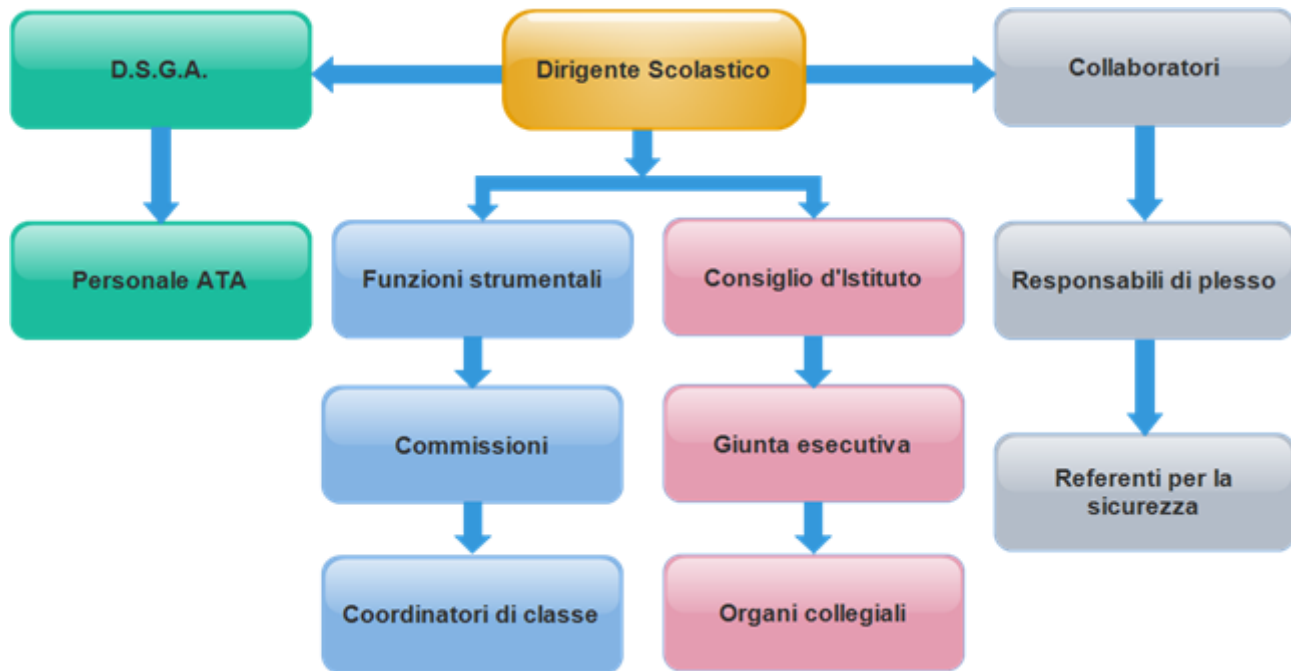 D.S.G.A.
Dirigente Scolastico
Collaboratori
Personale ATA
Funzioni strumentali
Consiglio d'Istituto
Responsabili di plesso
Commissioni
Giunta esecutiva
Referenti per la
sicurezza
Coordinatori di classe
Organi collegiali